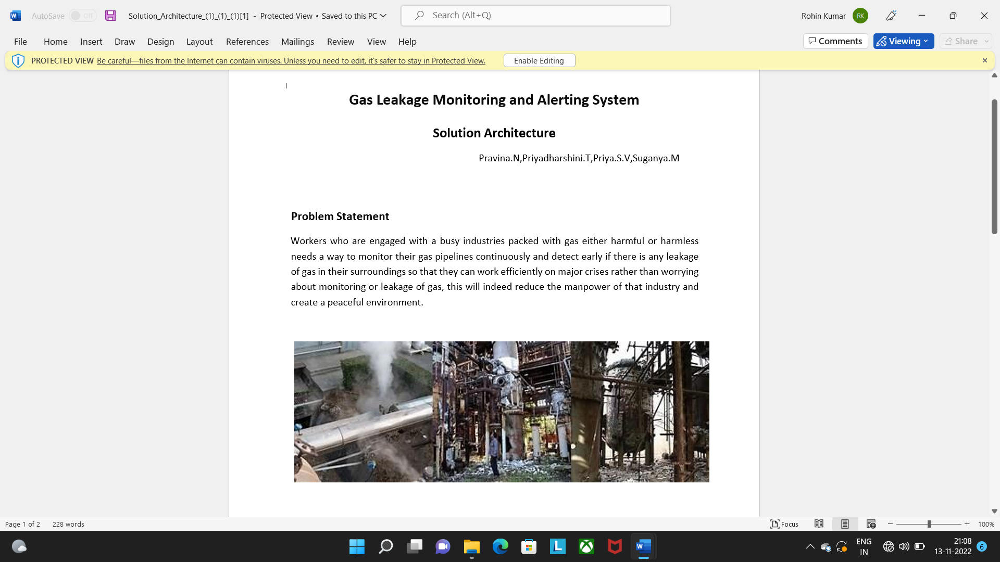 AutoSave Off Solution_Architecture_(1)_(1)_(1)[1] - Protected View • Saved to this PC Search (Alt+Q) Rohin Kumar RK
File Home Insert Draw Design Layout References Mailings Review View Help Comments Viewing Share
PROTECTED VIEW Be careful—files from the Internet can contain viruses. Unless you need to edit, it's safer to stay in Protected View. Enable Editing
Gas Leakage Monitoring and Alerting System
Solution Architecture
Pravina.N,Priyadharshini.T,Priya.S.V,Suganya.M
Problem Statement
Workers who are engaged with a busy industries packed with gas either harmful or harmless
needs a way to monitor their gas pipelines continuously and detect early if there is any leakage
of gas in their surroundings so that they can work efficiently on major crises rather than worrying
about monitoring or leakage of gas, this will indeed reduce the manpower of that industry and
create a peaceful environment.
Page 1 of 2 228 words Focus 100%
ENG 21:08
IN 13-11-2022 6